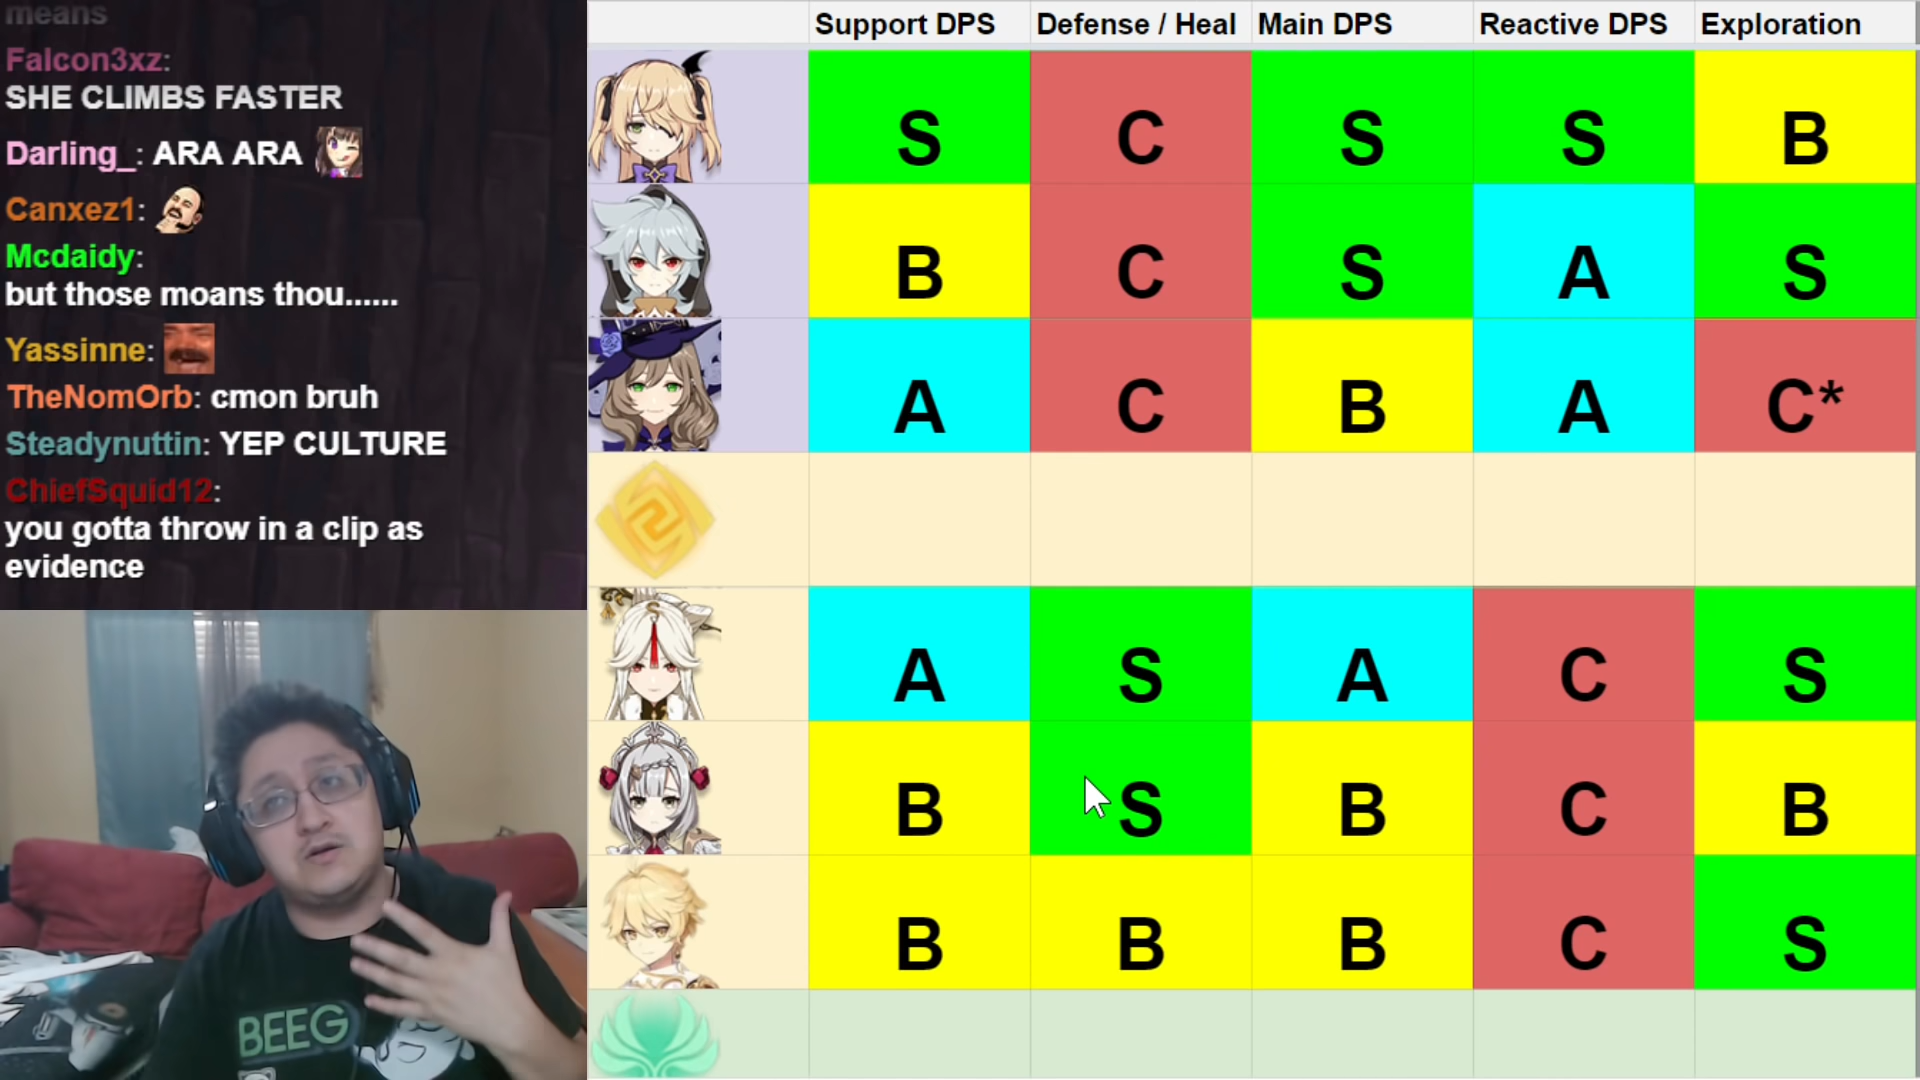 means
Falcon3xz:
SHE CLIMBS FASTER
Darling_: ARA ARA
Canxez1:
Mcdaidy:
but those moans thou......
Yassinne:
TheNomOrb: cmon bruh
Steadynuttin: YEP CULTURE
ChiefSquid12:
you gotta throw in a clip as
evidence
BEEG
Support DPS Defense / Heal Main DPS Reactive DPS Exploration
S C S S B
B C S A S
A C B A C*
A S A C S
B S B C B
B B B C S